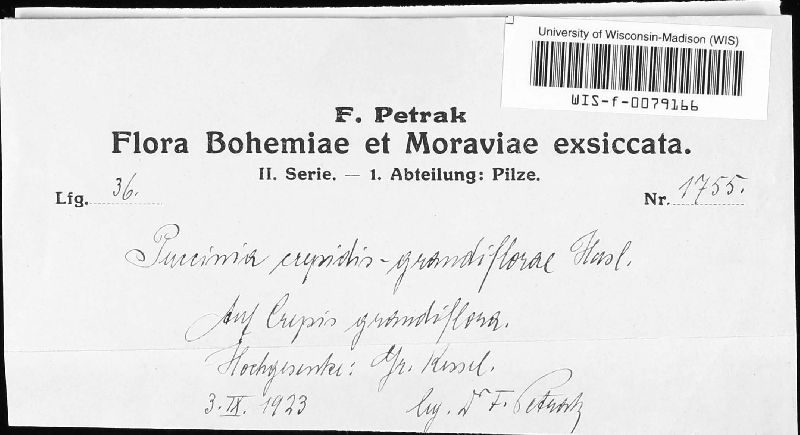 University of Wisconsin-Madison (WIS)
WIS-f-0079166
F. Petrak
Flora Bohemiae et Moraviae exsiccata.
II. Serie. — 1. Abteilung: Pilze.
Lfg. 36. Nr. 1755.
Puccinia crepidis-grandiflorae Hasl.
Auf Crepis grandiflora.
Hochgesenke: Gr. Kessel.
3. IX. 1923 leg. Dr F. Petrak